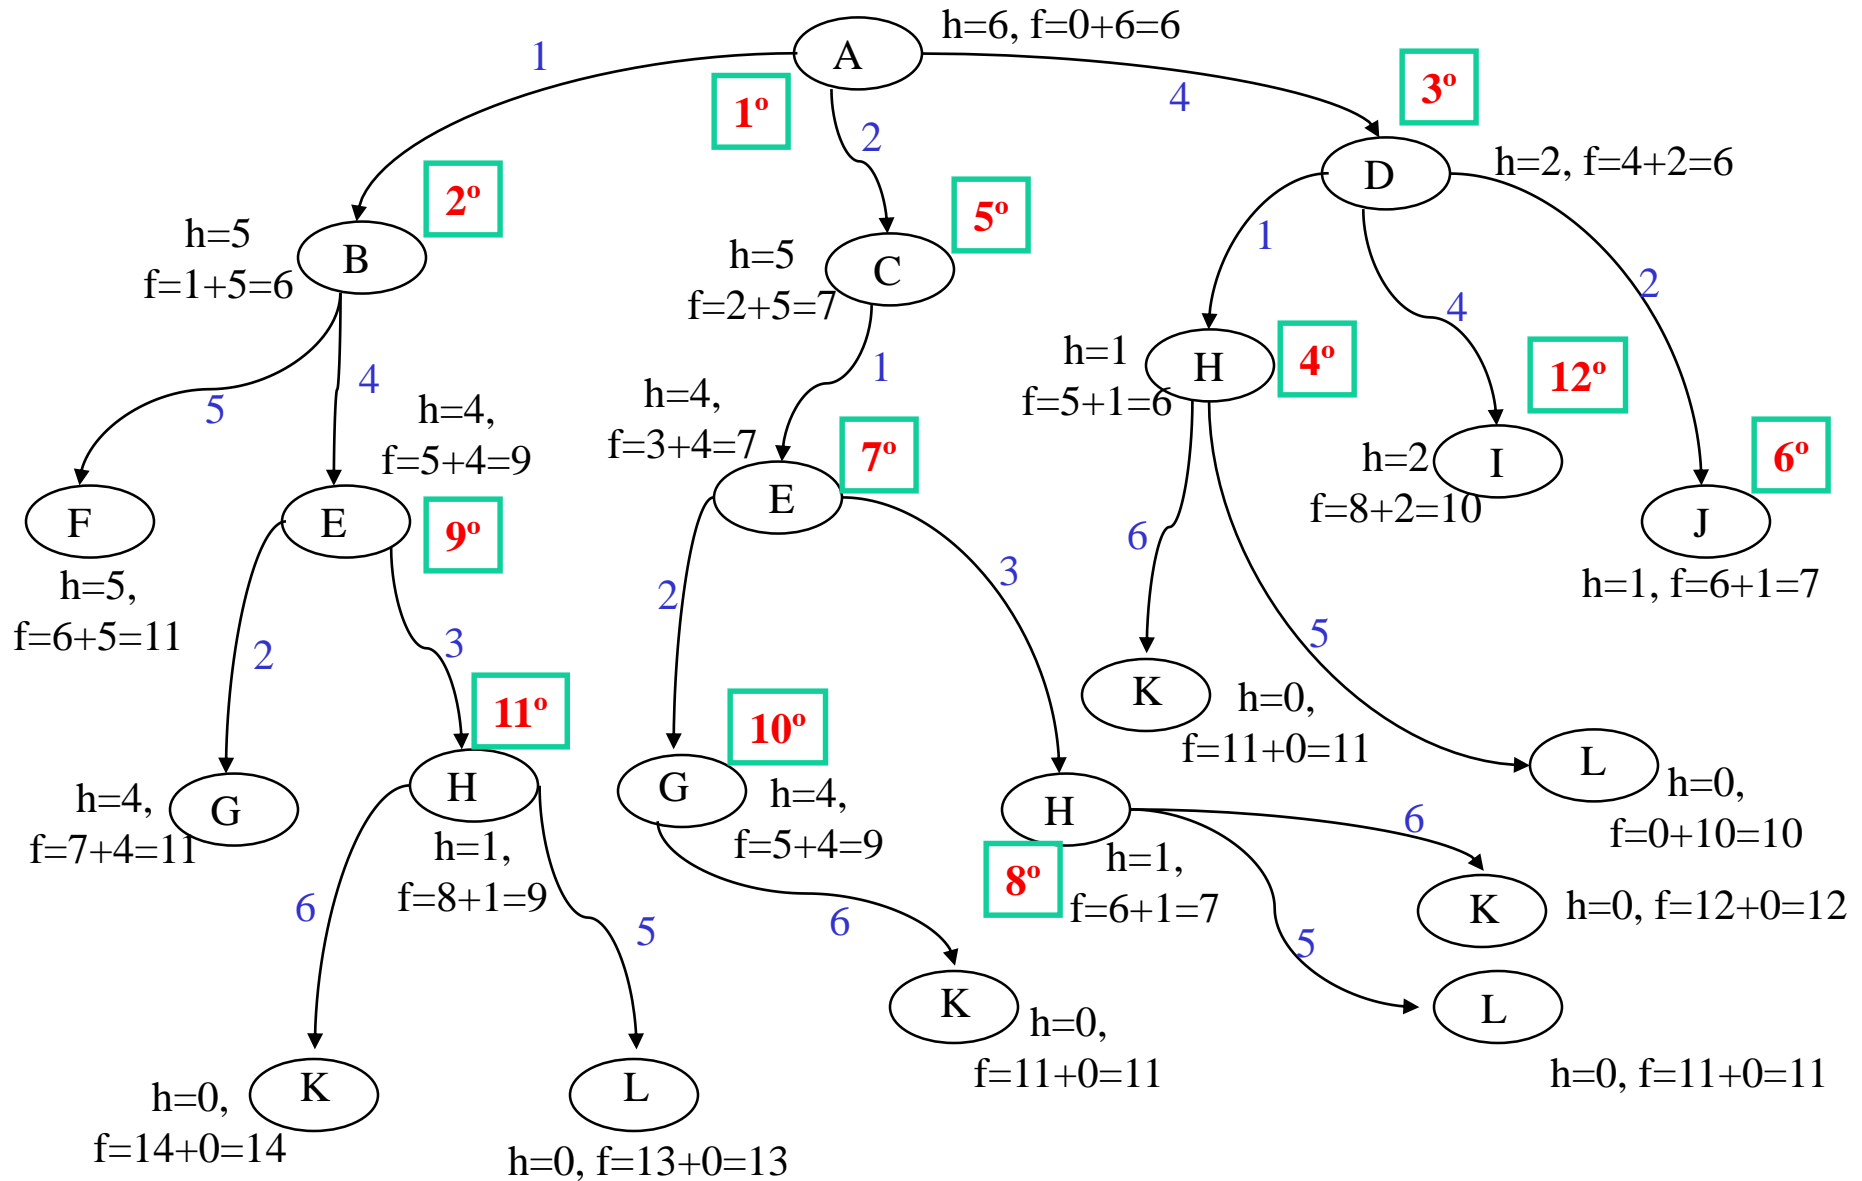 h=6, f=0+6=6
A
1
4
3º
1º
2
D
h=2, f=4+2=6
2º
5º
h=5
f=1+5=6
B
h=5
f=2+5=7
C
1
4
2
h=1
f=5+1=6
H
4º
12º
5
4
1
h=4,
f=5+4=9
h=4,
f=3+4=7
7º
E
h=2
f=8+2=10
I
6º
J
h=1, f=6+1=7
F
h=5,
f=6+5=11
E
9º
2
3
6
5
2
3
K
h=0,
f=11+0=11
L
h=0,
f=0+10=10
11º
10º
h=4,
f=7+4=11
G
H
h=1,
f=8+1=9
G
h=4,
f=5+4=9
H
8º
h=1,
f=6+1=7
6
K
h=0, f=12+0=12
6
5
6
5
L
h=0, f=11+0=11
K
h=0,
f=11+0=11
K
h=0,
f=14+0=14
L
h=0, f=13+0=13